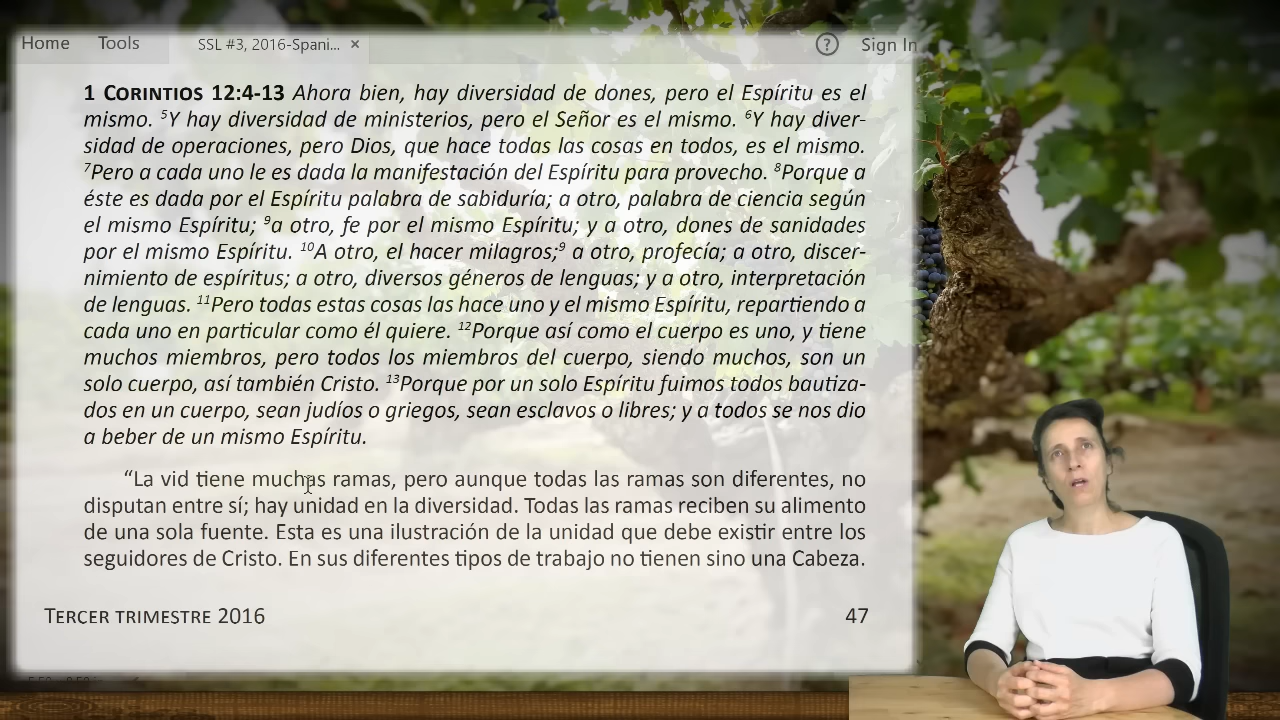 Home Tools SSL #3, 2016-Spani... × ? Sign In
1 Corintios 12:4-13 Ahora bien, hay diversidad de dones, pero el Espíritu es el
mismo. ⁵Y hay diversidad de ministerios, pero el Señor es el mismo. ⁶Y hay diver-
sidad de operaciones, pero Dios, que hace todas las cosas en todos, es el mismo.
⁷Pero a cada uno le es dada la manifestación del Espíritu para provecho. ⁸Porque a
éste es dada por el Espíritu palabra de sabiduría; a otro, palabra de ciencia según
el mismo Espíritu; ⁹a otro, fe por el mismo Espíritu; y a otro, dones de sanidades
por el mismo Espíritu. ¹⁰A otro, el hacer milagros;⁹ a otro, profecía; a otro, discer-
nimiento de espíritus; a otro, diversos géneros de lenguas; y a otro, interpretación
de lenguas. ¹¹Pero todas estas cosas las hace uno y el mismo Espíritu, repartiendo a
cada uno en particular como él quiere. ¹²Porque así como el cuerpo es uno, y tiene
muchos miembros, pero todos los miembros del cuerpo, siendo muchos, son un
solo cuerpo, así también Cristo. ¹³Porque por un solo Espíritu fuimos todos bautiza-
dos en un cuerpo, sean judíos o griegos, sean esclavos o libres; y a todos se nos dio
a beber de un mismo Espíritu.
“La vid tiene muchas ramas, pero aunque todas las ramas son diferentes, no
disputan entre sí; hay unidad en la diversidad. Todas las ramas reciben su alimento
de una sola fuente. Esta es una ilustración de la unidad que debe existir entre los
seguidores de Cristo. En sus diferentes tipos de trabajo no tienen sino una Cabeza.
Tercer trimestre 2016 47